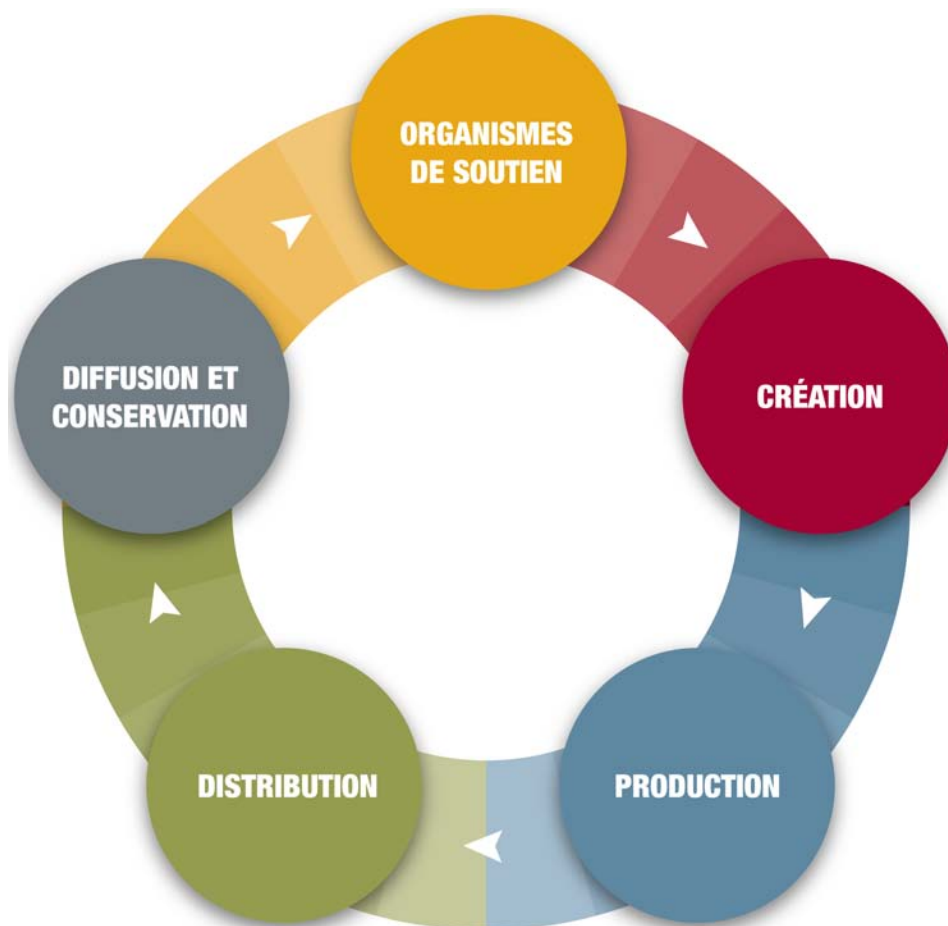 ORGANISMES
DE SOUTIEN
CRÉATION
PRODUCTION
DISTRIBUTION
DIFFUSION ET
CONSERVATION